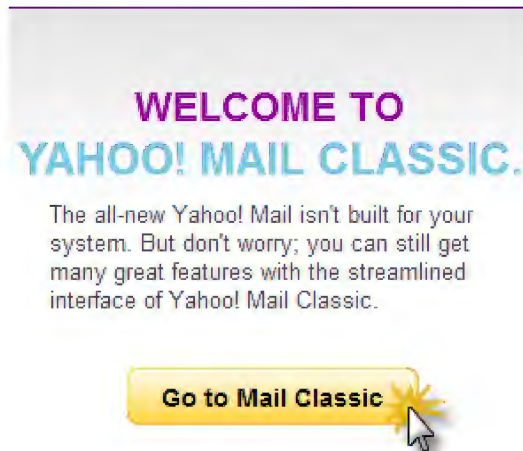 WELCOME TO
YAHOO! MAIL CLASSIC.
The all-new Yahoo! Mail isn't built for your
system. But don't worry; you can still get
many great features with the streamlined
interface of Yahoo! Mail Classic.
Go to Mail Classic